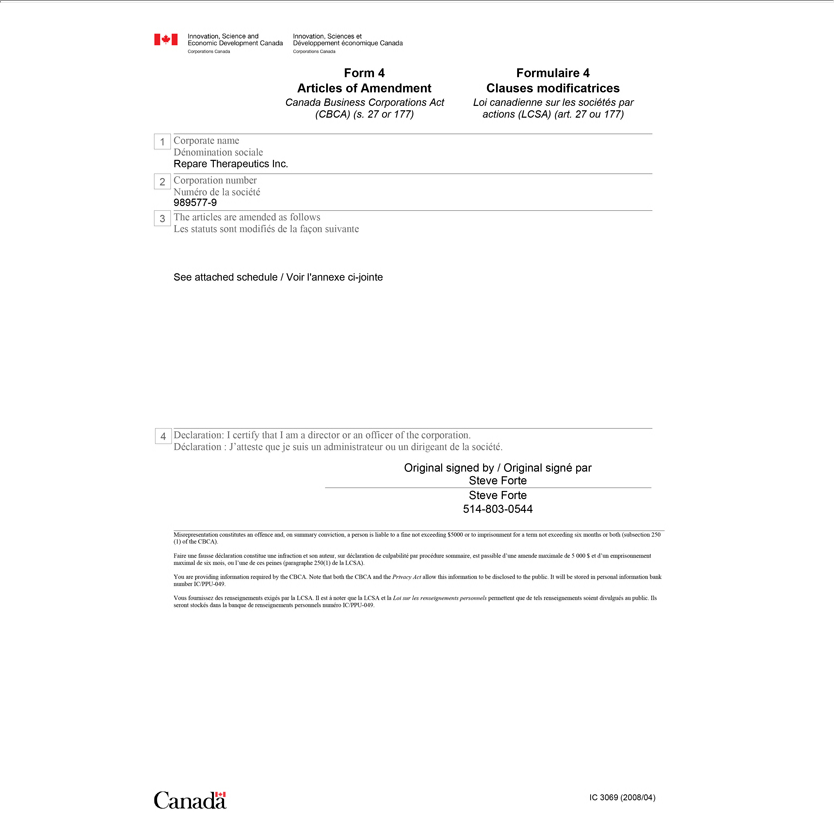 Innovation, Science and
Economic Development Canada
Corporations Canada
Innovation, Sciences et
Développement économique Canada
Corporations Canada
Form 4
Articles of Amendment
Canada Business Corporations Act
(CBCA) (s. 27 or 177)
Formulaire 4
Clauses modificatrices
Loi canadienne sur les sociétés par
actions (LCSA) (art. 27 ou 177)
1 Corporate name
Dénomination sociale
Repare Therapeutics Inc.
2 Corporation number
Numéro de la société
989577-9
3 The articles are amended as follows
Les statuts sont modifiés de la façon suivante
See attached schedule / Voir l'annexe ci-jointe
4 Declaration: I certify that I am a director or an officer of the corporation.
Déclaration : J’atteste que je suis un administrateur ou un dirigeant de la société.
Original signed by / Original signé par
Steve Forte
Steve Forte
514-803-0544
Misrepresentation constitutes an offence and, on summary conviction, a person is liable to a fine not exceeding $5000 or to imprisonment for a term not exceeding six months or both (subsection 250
(1) of the CBCA).
Faire une fausse déclaration constitue une infraction et son auteur, sur déclaration de culpabilité par procédure sommaire, est passible d’une amende maximale de 5 000 $ et d’un emprisonnement
maximal de six mois, ou l’une de ces peines (paragraphe 250(1) de la LCSA).
You are providing information required by the CBCA. Note that both the CBCA and the Privacy Act allow this information to be disclosed to the public. It will be stored in personal information bank
number IC/PPU-049.
Vous fournissez des renseignements exigés par la LCSA. Il est à noter que la LCSA et la Loi sur les renseignements personnels permettent que de tels renseignements soient divulgués au public. Ils
seront stockés dans la banque de renseignements personnels numéro IC/PPU-049.
Canada
IC 3069 (2008/04)